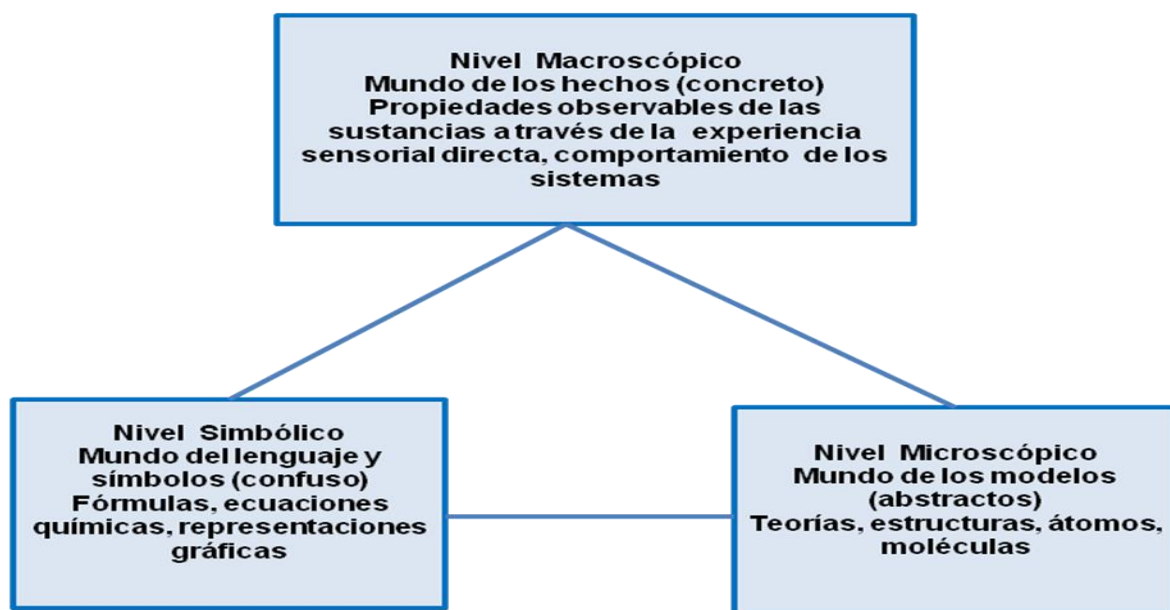 Nivel Macroscópico
Mundo de los hechos (concreto)
Propiedades observables de las
sustancias a través de la experiencia
sensorial directa, comportamiento de los
sistemas
Nivel Simbólico
Mundo del lenguaje y
símbolos (confuso)
Fórmulas, ecuaciones
químicas, representaciones
gráficas
Nivel Microscópico
Mundo de los modelos
(abstractos)
Teorías, estructuras, átomos,
moléculas